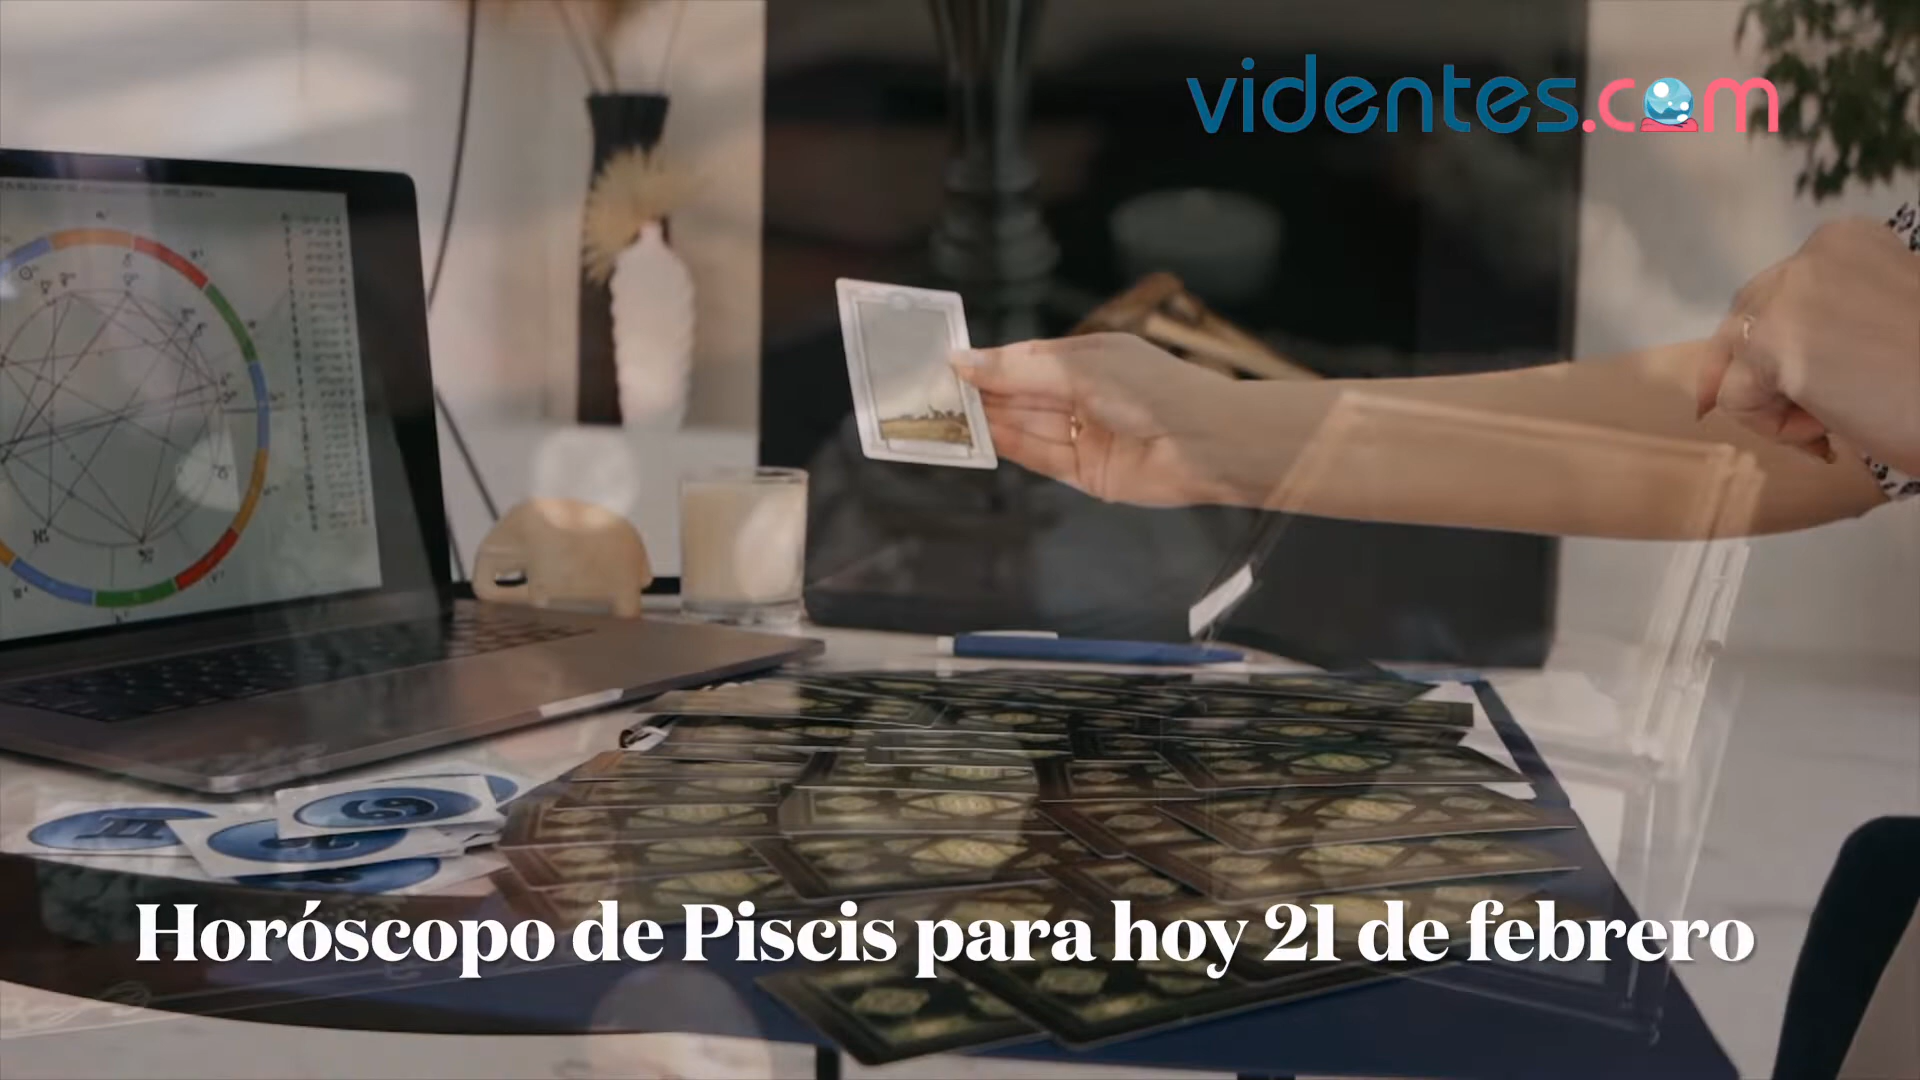 videntes.com
Horóscopo de Piscis para hoy 21 de febrero